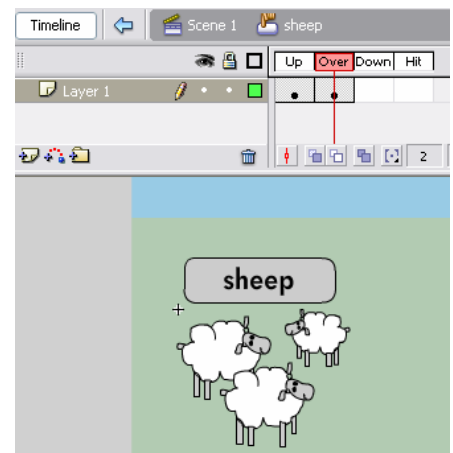 Timeline Scene 1 sheep
Up Over Down Hit
Layer 1
2
sheep